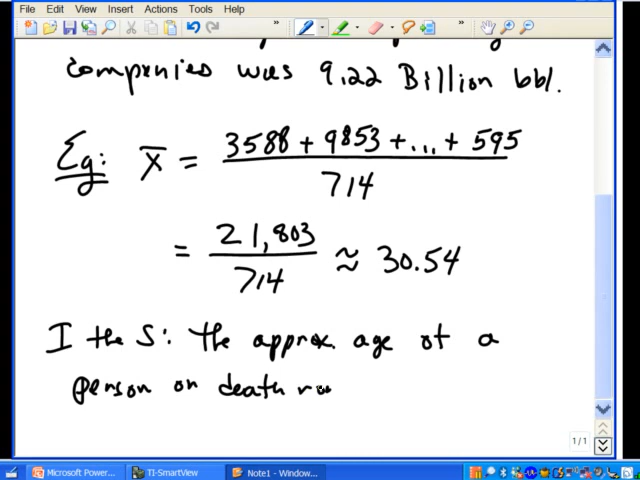 File Edit View Insert Actions Tools Help
companies was 9.22 Billion bbl.
Eg: x̄ = 3588 + 9853 + ... + 595 / 714
= 21,803 / 714 ≈ 30.54
I the S: The approx. age of a
person on death row
1/1
Microsoft Power... TI-SmartView Note1 - Window...